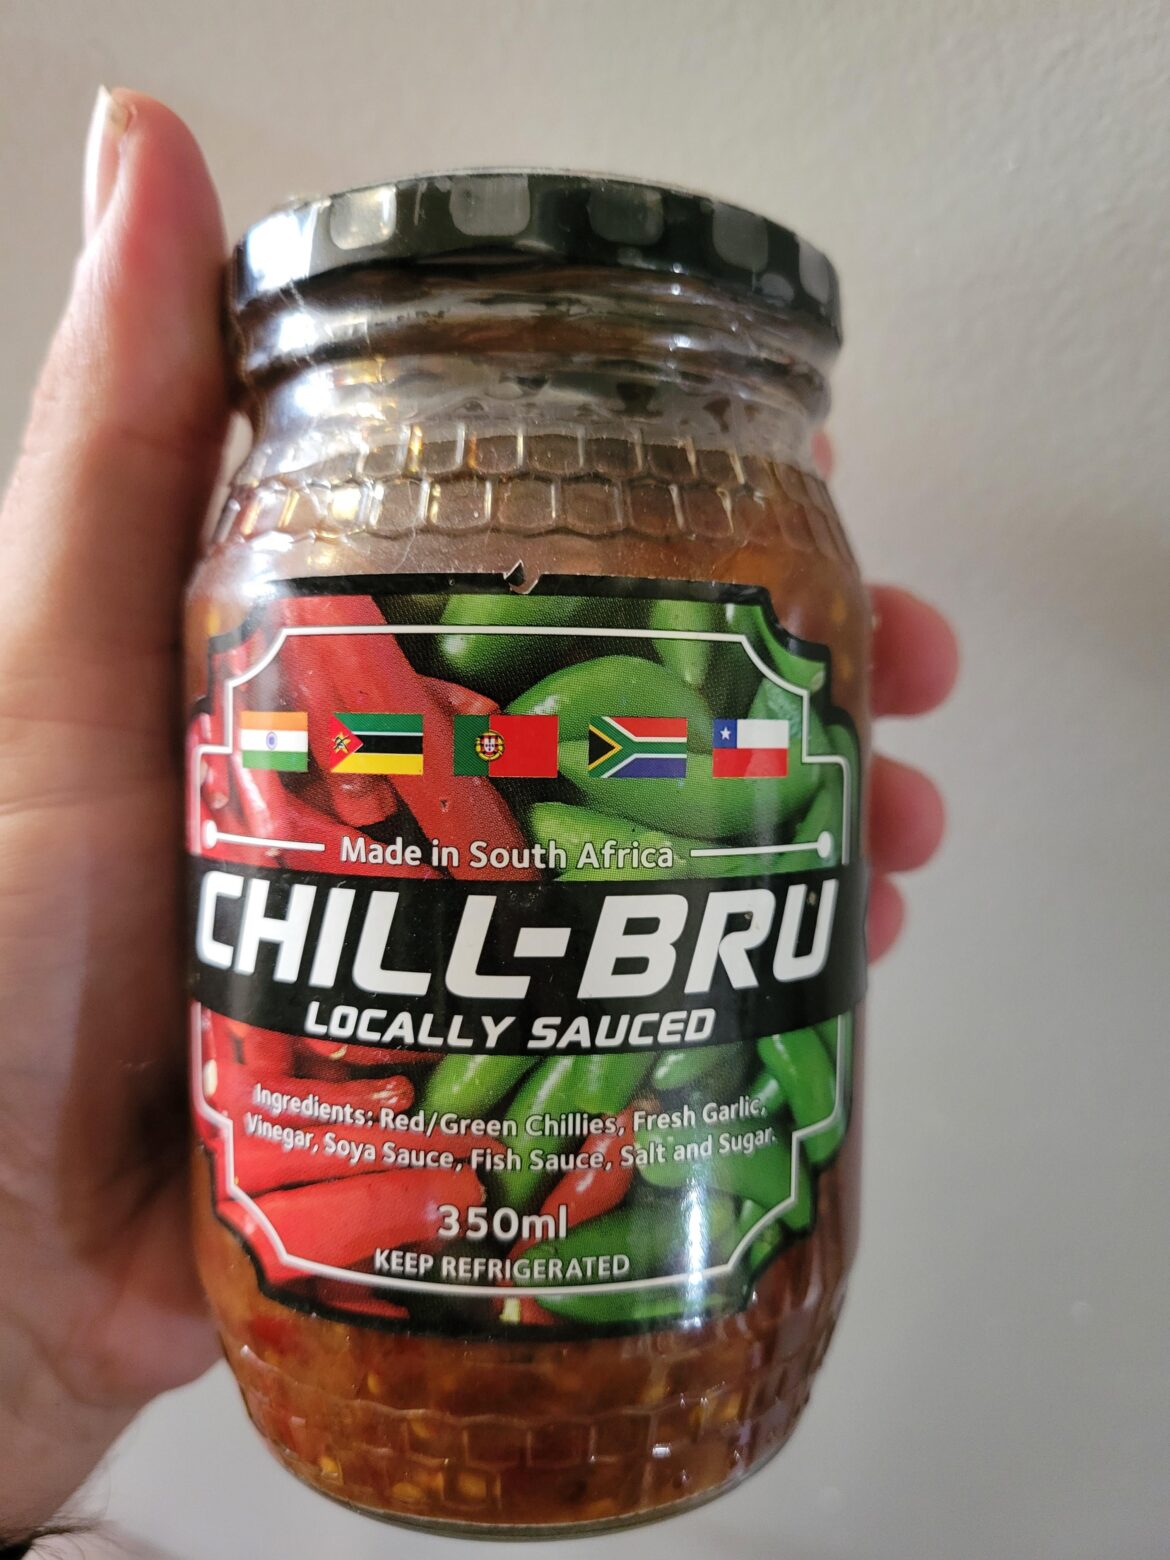 Made in South Africa
CHILL-BRU
LOCALLY SAUCED
Ingredients: Red/Green Chillies, Fresh Garlic,
Vinegar, Soya Sauce, Fish Sauce, Salt and Sugar.
350ml
KEEP REFRIGERATED